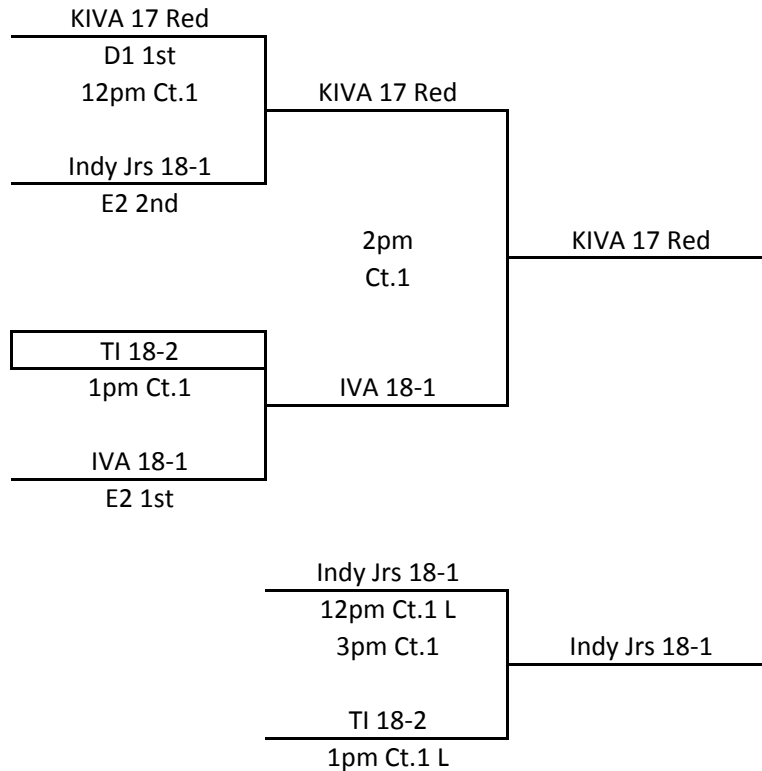 KIVA 17 Red
D1 1st
12pm Ct.1
KIVA 17 Red
Indy Jrs 18-1
E2 2nd
2pm
Ct.1
KIVA 17 Red
TI 18-2
1pm Ct.1
IVA 18-1
IVA 18-1
E2 1st
Indy Jrs 18-1
12pm Ct.1 L
3pm Ct.1
Indy Jrs 18-1
TI 18-2
1pm Ct.1 L